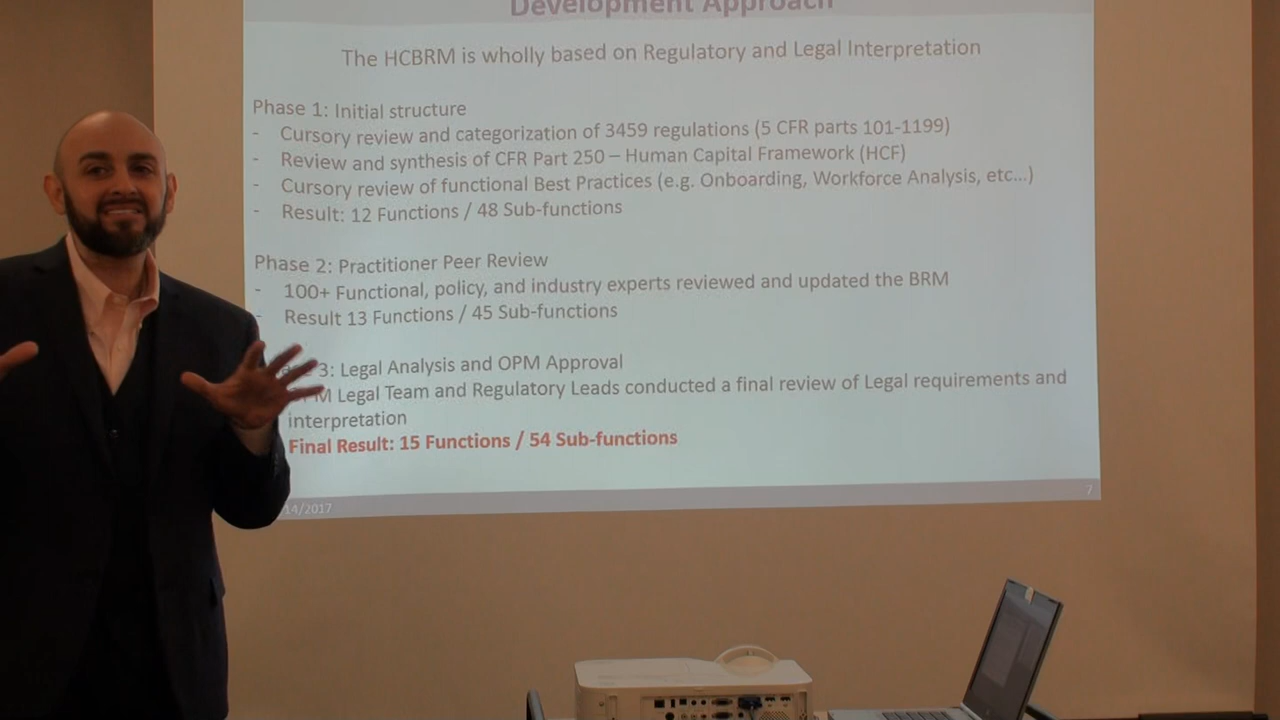 Development Approach
The HCBRM is wholly based on Regulatory and Legal Interpretation
Phase 1: Initial structure
- Cursory review and categorization of 3459 regulations (5 CFR parts 101-1199)
- Review and synthesis of CFR Part 250 – Human Capital Framework (HCF)
- Cursory review of functional Best Practices (e.g. Onboarding, Workforce Analysis, etc...)
- Result: 12 Functions / 48 Sub-functions
Phase 2: Practitioner Peer Review
- 100+ Functional, policy, and industry experts reviewed and updated the BRM
- Result 13 Functions / 45 Sub-functions
3: Legal Analysis and OPM Approval
M Legal Team and Regulatory Leads conducted a final review of Legal requirements and
interpretation
Final Result: 15 Functions / 54 Sub-functions
14/2017
7